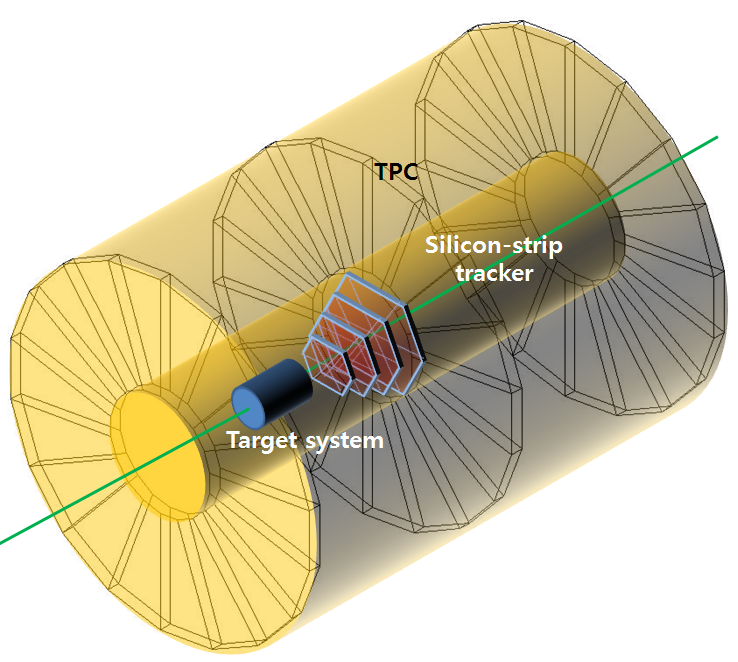 TPC
Silicon-strip
tracker
Target system